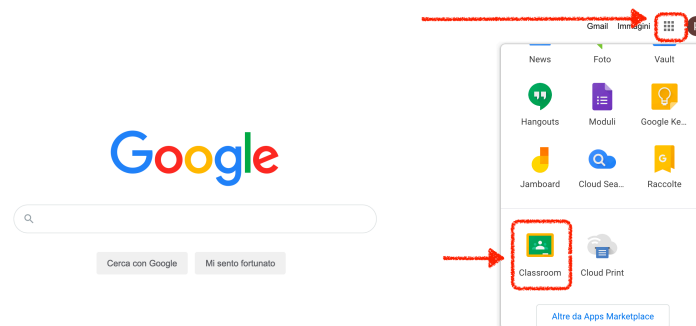 Gmail Immagini
News Foto Vault
Hangouts Moduli Google Ke...
Jamboard Cloud Sea... Raccolte
Google
Cerca con Google Mi sento fortunato
Classroom Cloud Print
Altre da Apps Marketplace